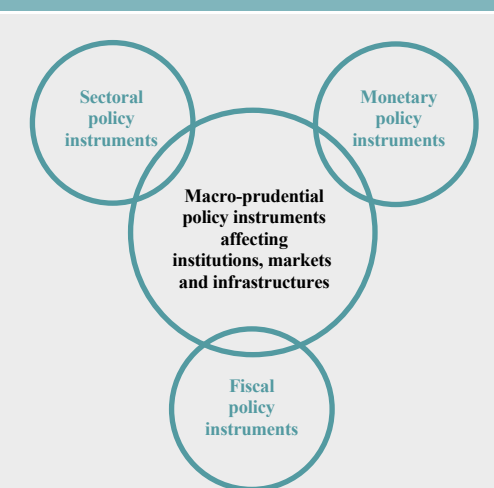 Sectoral
policy
instruments
Monetary
policy
instruments
Macro-prudential
policy instruments
affecting
institutions, markets
and infrastructures
Fiscal
policy
instruments